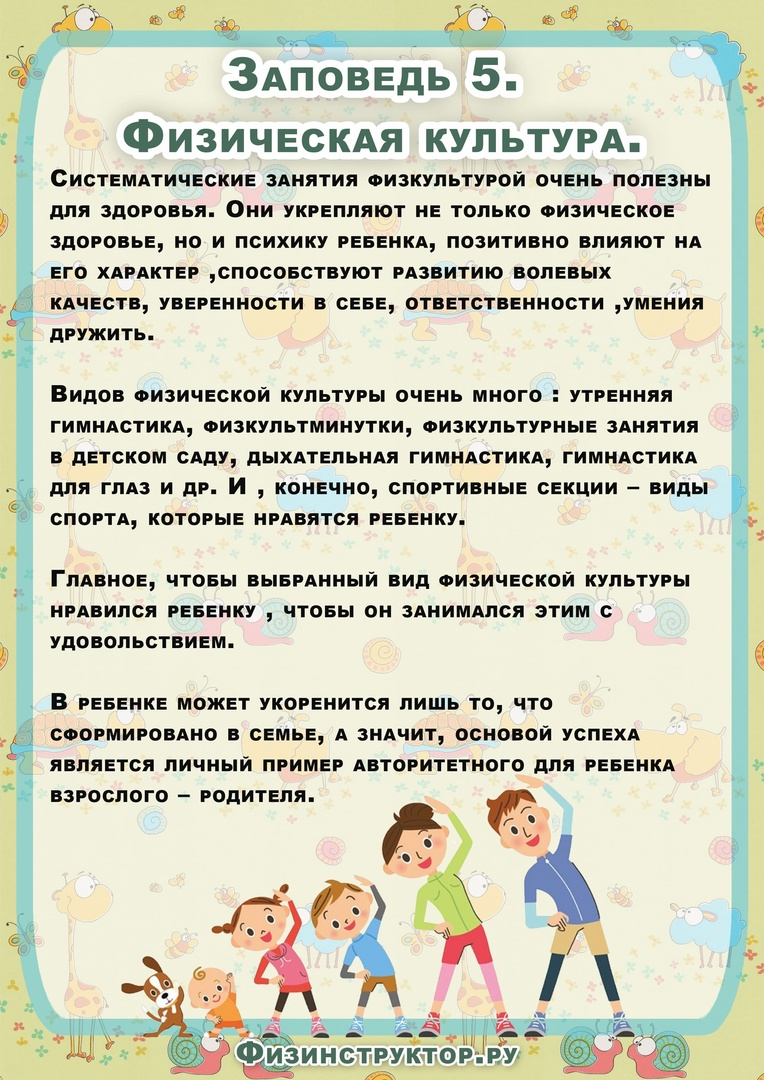 Заповедь 5.
Физическая культура.
Систематические занятия физкультурой очень полезны
для здоровья. Они укрепляют не только физическое
здоровье, но и психику ребенка, позитивно влияют на
его характер ,способствуют развитию волевых
качеств, уверенности в себе, ответственности ,умения
дружить.
Видов физической культуры очень много : утренняя
гимнастика, физкультминутки, физкультурные занятия
в детском саду, дыхательная гимнастика, гимнастика
для глаз и др. И , конечно, спортивные секции – виды
спорта, которые нравятся ребенку.
Главное, чтобы выбранный вид физической культуры
нравился ребенку , чтобы он занимался этим с
удовольствием.
В ребенке может укоренится лишь то, что
сформировано в семье, а значит, основой успеха
является личный пример авторитетного для ребенка
взрослого – родителя.
Физинструктор.ру